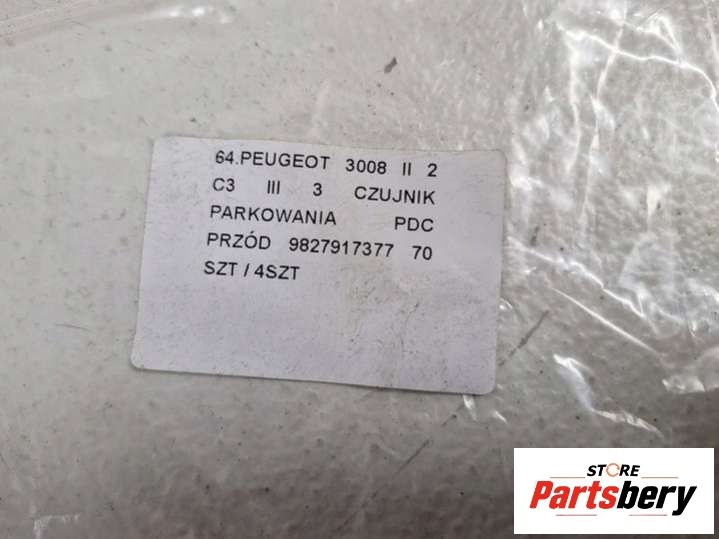 64.PEUGEOT 3008 II 2
C3 III 3 CZUJNIK
PARKOWANIA PDC
PRZÓD 9827917377 70
SZT / 4SZT
STORE
Partsbery